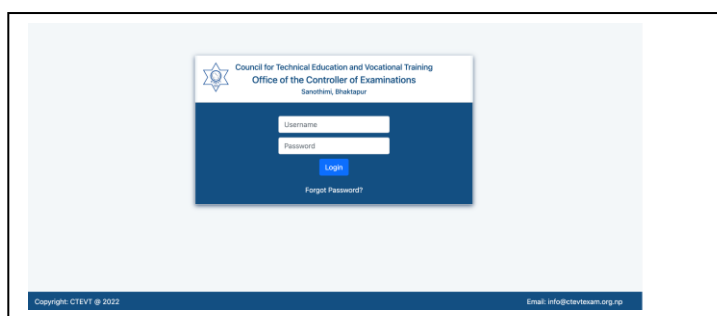 Council for Technical Education and Vocational Training
Office of the Controller of Examinations
Sanothimi, Bhaktapur
Username
Password
Login
Forgot Password?
Copyright: CTEVT @ 2022
Email: info@ctevtexam.org.np